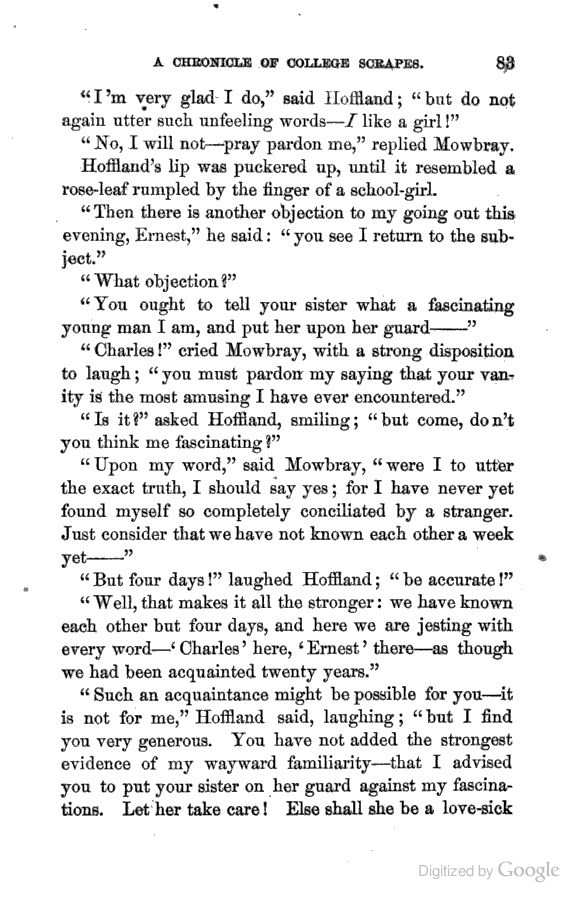 A CHRONICLE OF COLLEGE SCRAPES. 83
“I’m very glad I do,” said Hoffland; “but do not
again utter such unfeeling words—I like a girl!”
“No, I will not—pray pardon me,” replied Mowbray.
Hoffland’s lip was puckered up, until it resembled a
rose-leaf rumpled by the finger of a school-girl.
“Then there is another objection to my going out this
evening, Ernest,” he said: “you see I return to the sub-
ject.”
“What objection?”
“You ought to tell your sister what a fascinating
young man I am, and put her upon her guard——”
“Charles!” cried Mowbray, with a strong disposition
to laugh; “you must pardon my saying that your van-
ity is the most amusing I have ever encountered.”
“Is it?” asked Hoffland, smiling; “but come, don’t
you think me fascinating?”
“Upon my word,” said Mowbray, “were I to utter
the exact truth, I should say yes; for I have never yet
found myself so completely conciliated by a stranger.
Just consider that we have not known each other a week
yet——”
“But four days!” laughed Hoffland; “be accurate!”
“Well, that makes it all the stronger: we have known
each other but four days, and here we are jesting with
every word—‘Charles’ here, ‘Ernest’ there—as though
we had been acquainted twenty years.”
“Such an acquaintance might be possible for you—it
is not for me,” Hoffland said, laughing; “but I find
you very generous. You have not added the strongest
evidence of my wayward familiarity—that I advised
you to put your sister on her guard against my fascina-
tions. Let her take care! Else shall she be a love-sick
Digitized by Google